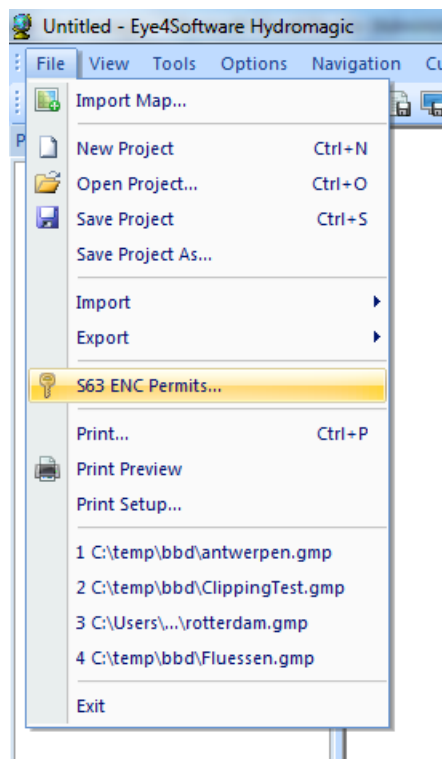 Untitled - Eye4Software Hydromagic
File View Tools Options Navigation
Import Map...
New Project Ctrl+N
Open Project... Ctrl+O
Save Project Ctrl+S
Save Project As...
Import
Export
S63 ENC Permits...
Print... Ctrl+P
Print Preview
Print Setup...
1 C:\temp\bbd\antwerpen.gmp
2 C:\temp\bbd\ClippingTest.gmp
3 C:\Users\...\rotterdam.gmp
4 C:\temp\bbd\Fluessen.gmp
Exit